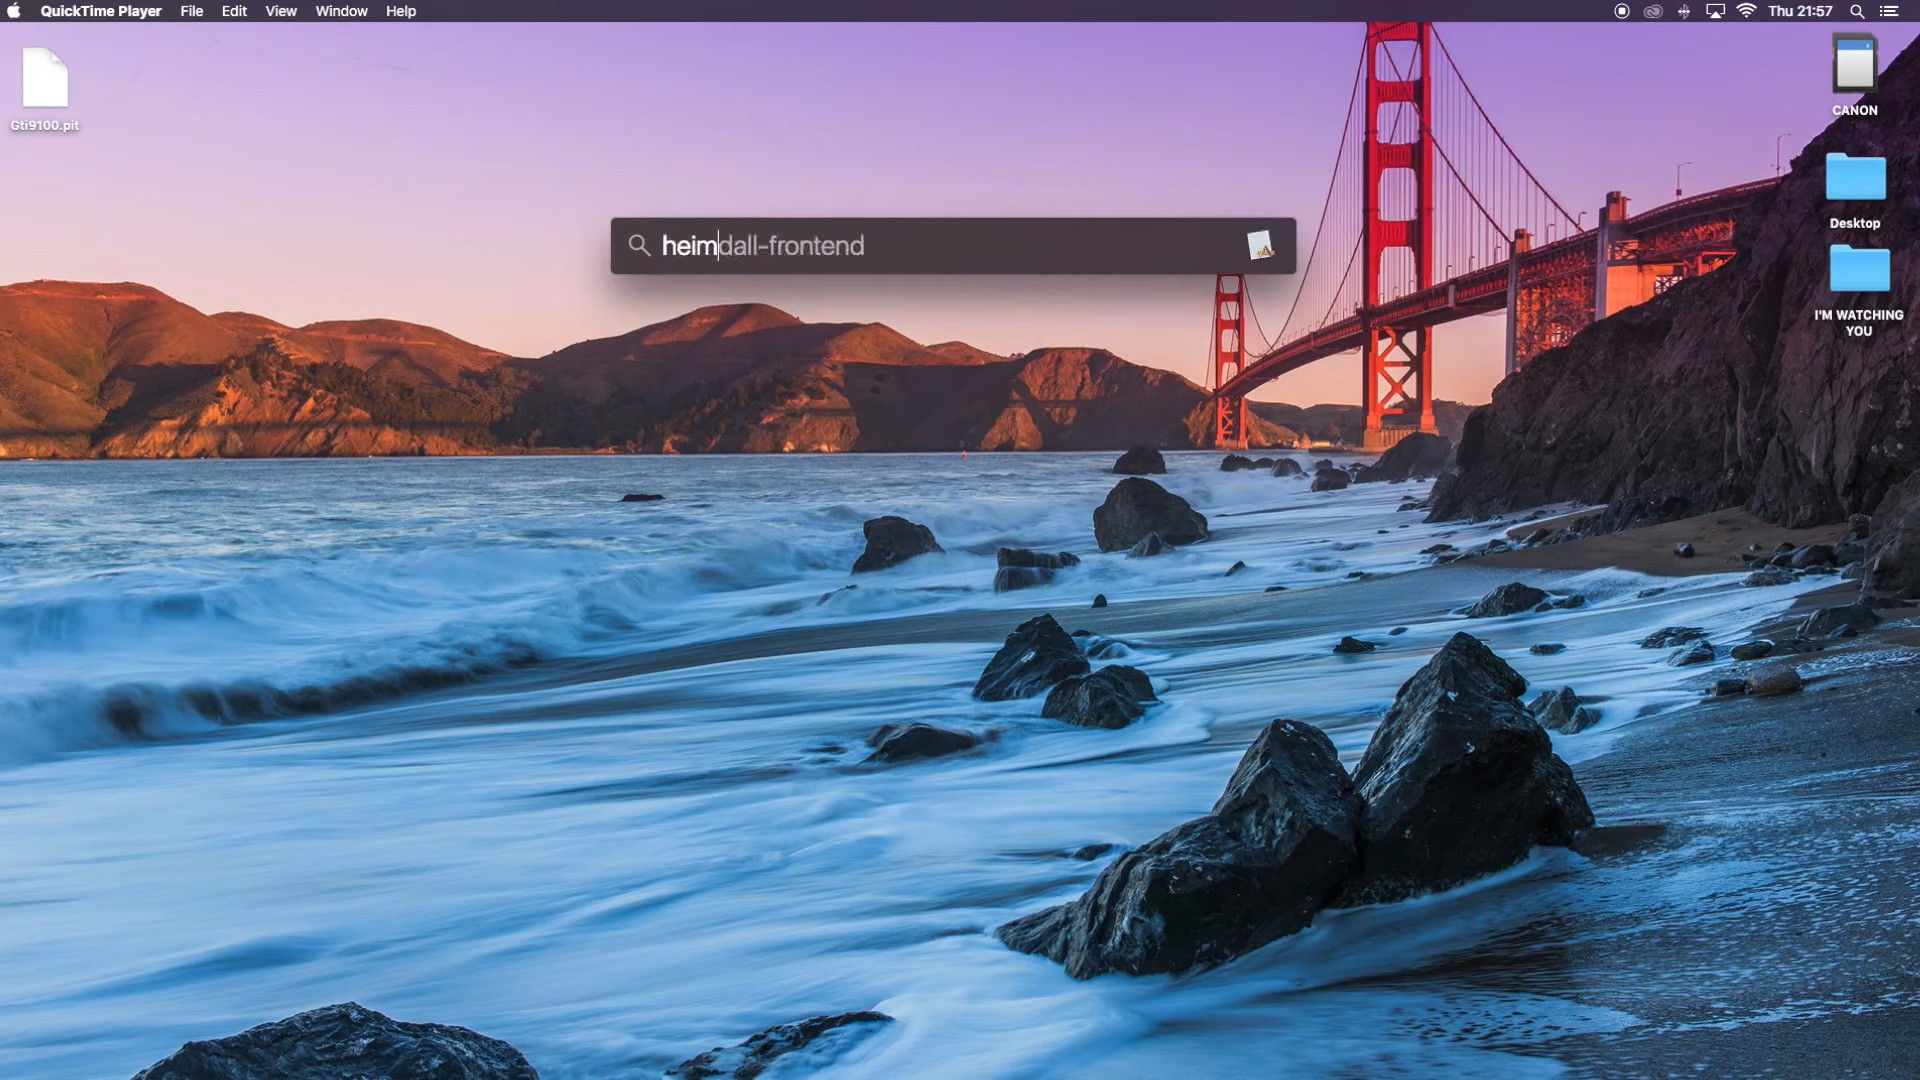 QuickTime Player File Edit View Window Help Thu 21:57
Gti9100.pit
CANON
Desktop
I'M WATCHING
YOU
heimdall-frontend